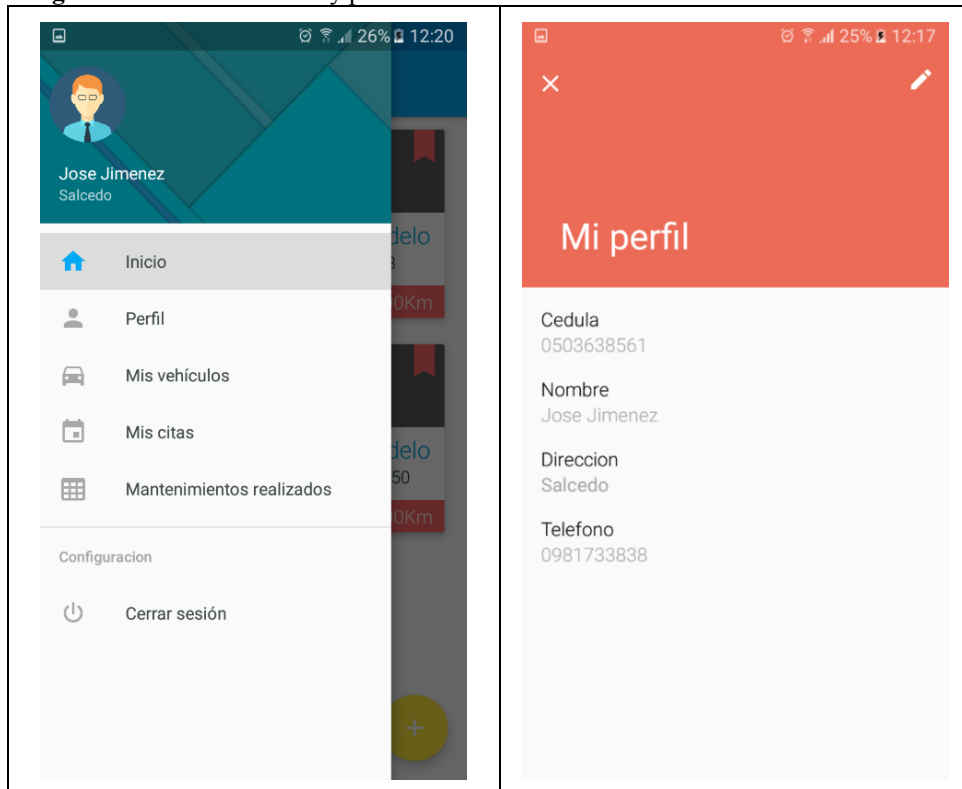 26% 12:20
Jose Jimenez
Salcedo
Inicio
Perfil
Mis vehículos
Mis citas
Mantenimientos realizados
Configuracion
Cerrar sesión
delo
0Km
delo
50
0Km
+
25% 12:17
Mi perfil
Cedula
0503638561
Nombre
Jose Jimenez
Direccion
Salcedo
Telefono
0981733838